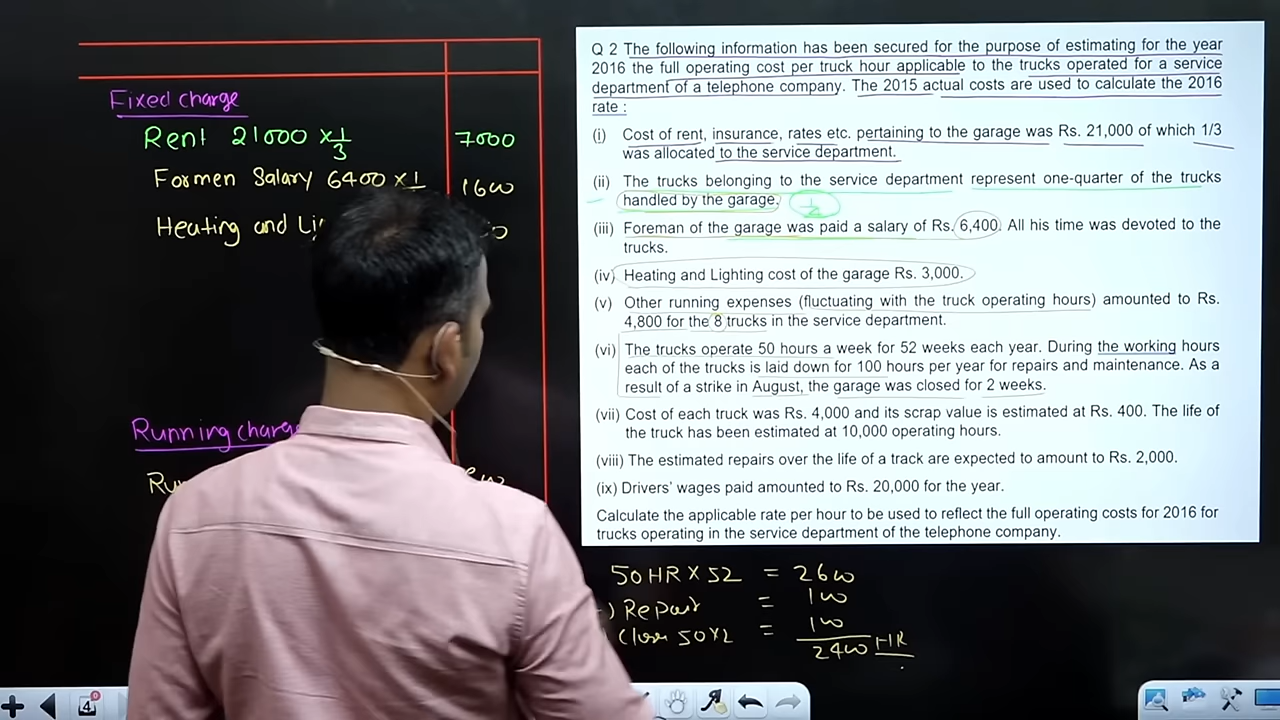 Fixed charge
Rent 21000 × 1/3 7000
Formen Salary 6400 × 1/ 1600
Heating and Li
Running char
Ru
Q 2 The following information has been secured for the purpose of estimating for the year
2016 the full operating cost per truck hour applicable to the trucks operated for a service
department of a telephone company. The 2015 actual costs are used to calculate the 2016
rate :
(i) Cost of rent, insurance, rates etc. pertaining to the garage was Rs. 21,000 of which 1/3
was allocated to the service department.
(ii) The trucks belonging to the service department represent one-quarter of the trucks
handled by the garage.
(iii) Foreman of the garage was paid a salary of Rs. 6,400. All his time was devoted to the
trucks.
(iv) Heating and Lighting cost of the garage Rs. 3,000.
(v) Other running expenses (fluctuating with the truck operating hours) amounted to Rs.
4,800 for the 8 trucks in the service department.
(vi) The trucks operate 50 hours a week for 52 weeks each year. During the working hours
each of the trucks is laid down for 100 hours per year for repairs and maintenance. As a
result of a strike in August, the garage was closed for 2 weeks.
(vii) Cost of each truck was Rs. 4,000 and its scrap value is estimated at Rs. 400. The life of
the truck has been estimated at 10,000 operating hours.
(viii) The estimated repairs over the life of a track are expected to amount to Rs. 2,000.
(ix) Drivers' wages paid amounted to Rs. 20,000 for the year.
Calculate the applicable rate per hour to be used to reflect the full operating costs for 2016 for
trucks operating in the service department of the telephone company.
50HR × 52 = 2600
-) Repair = 100
) Close 50×2 = 100
2400 HR
4